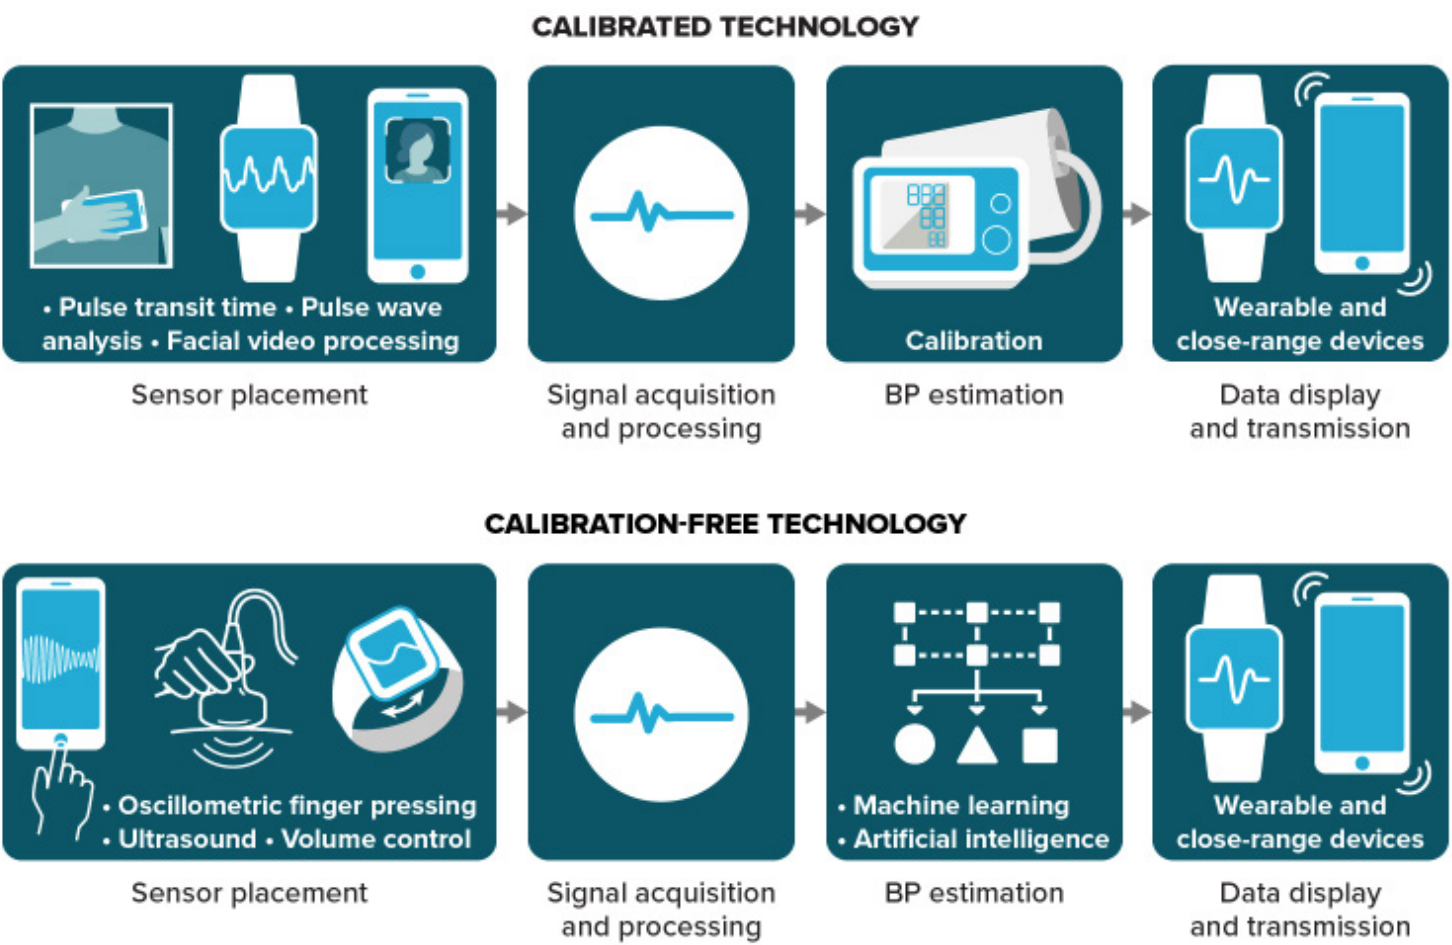 CALIBRATED TECHNOLOGY
• Pulse transit time • Pulse wave
analysis • Facial video processing
Calibration
Wearable and
close-range devices
Sensor placement
Signal acquisition
and processing
BP estimation
Data display
and transmission
CALIBRATION-FREE TECHNOLOGY
• Oscillometric finger pressing
• Ultrasound • Volume control
• Machine learning
• Artificial intelligence
Wearable and
close-range devices
Sensor placement
Signal acquisition
and processing
BP estimation
Data display
and transmission